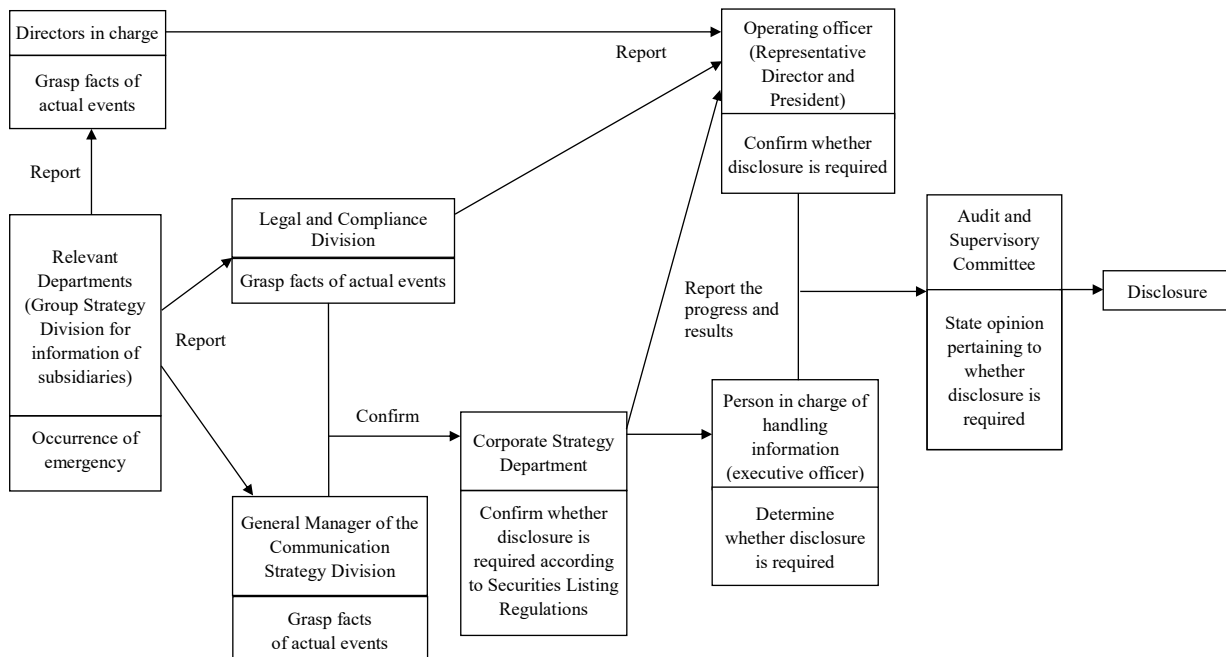 Directors in charge
Grasp facts of
actual events
Report
Relevant
Departments
(Group Strategy
Division for
information of
subsidiaries)
Occurrence of
emergency
Report
Legal and Compliance
Division
Grasp facts of actual events
General Manager of the
Communication
Strategy Division
Grasp facts
of actual events
Confirm
Corporate Strategy
Department
Confirm whether
disclosure is
required according
to Securities Listing
Regulations
Report
Report the
progress and
results
Operating officer
(Representative
Director and
President)
Confirm whether
disclosure is required
Person in charge of
handling
information
(executive officer)
Determine
whether disclosure
is required
Audit and
Supervisory
Committee
State opinion
pertaining to
whether
disclosure is
required
Disclosure